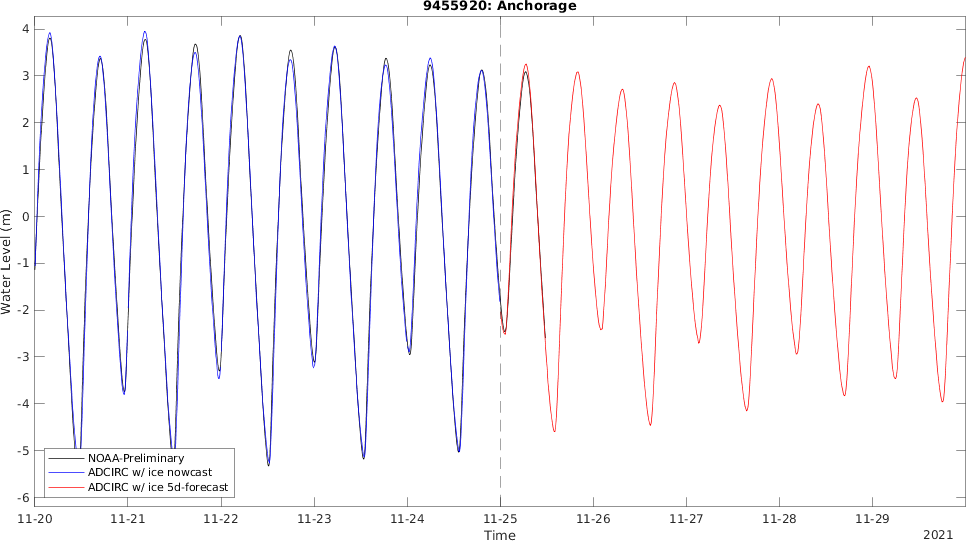 9455920: Anchorage
4
3
2
1
0
-1
-2
-3
-4
-5
-6
Water Level (m)
NOAA-Preliminary
ADCIRC w/ ice nowcast
ADCIRC w/ ice 5d-forecast
11-20 11-21 11-22 11-23 11-24 11-25 11-26 11-27 11-28 11-29
Time
2021